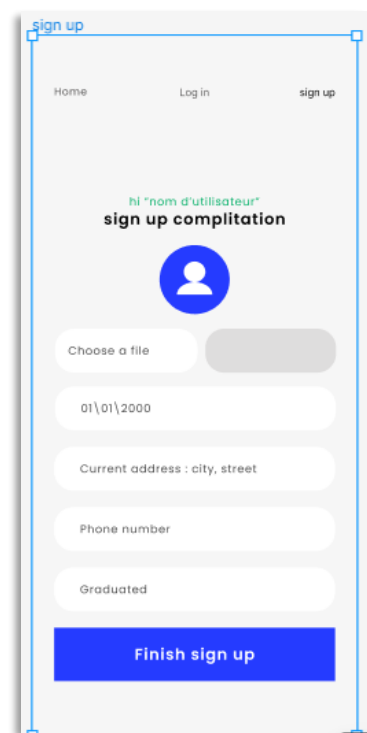 sign up
Home Log in sign up
hi "nom d'utilisateur"
sign up complitation
Choose a file
01\01\2000
Current address : city, street
Phone number
Graduated
Finish sign up